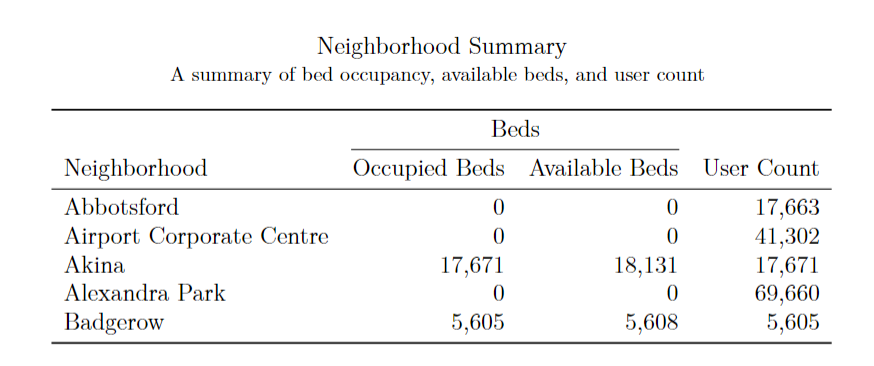 Neighborhood Summary
A summary of bed occupancy, available beds, and user count
Beds
Neighborhood Occupied Beds Available Beds User Count
Abbotsford 0 0 17,663
Airport Corporate Centre 0 0 41,302
Akina 17,671 18,131 17,671
Alexandra Park 0 0 69,660
Badgerow 5,605 5,608 5,605